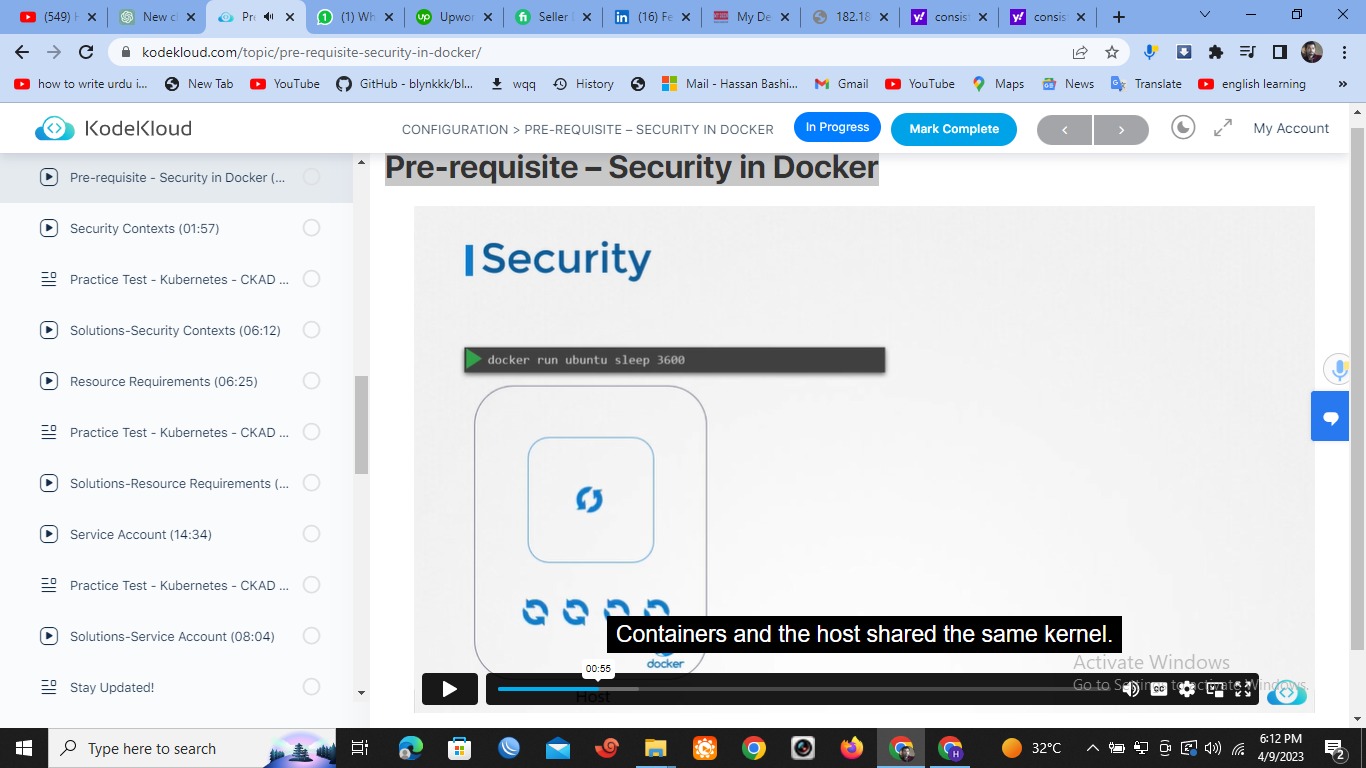 (549) H
New cl
Pr
(1) Wh
Upwor
Seller
(16) Fe
My De
182.18
consist
consis
kodekloud.com/topic/pre-requisite-security-in-docker/
how to write urdu i...
New Tab
YouTube
GitHub - blynkkk/bl...
wqq
History
Mail - Hassan Bashi...
Gmail
YouTube
Maps
News
Translate
english learning
»
KodeKloud
CONFIGURATION > PRE-REQUISITE – SECURITY IN DOCKER
In Progress
Mark Complete
<
>
My Account
Pre-requisite - Security in Docker (...
Security Contexts (01:57)
Practice Test - Kubernetes - CKAD ...
Solutions-Security Contexts (06:12)
Resource Requirements (06:25)
Practice Test - Kubernetes - CKAD ...
Solutions-Resource Requirements (...
Service Account (14:34)
Practice Test - Kubernetes - CKAD ...
Solutions-Service Account (08:04)
Stay Updated!
Pre-requisite – Security in Docker
Security
docker run ubuntu sleep 3600
Containers and the host shared the same kernel.
docker
00:55
Host
CC
Activate Windows
Go to Settings to activate Windows.
Type here to search
32°C
6:12 PM
4/9/2023
2